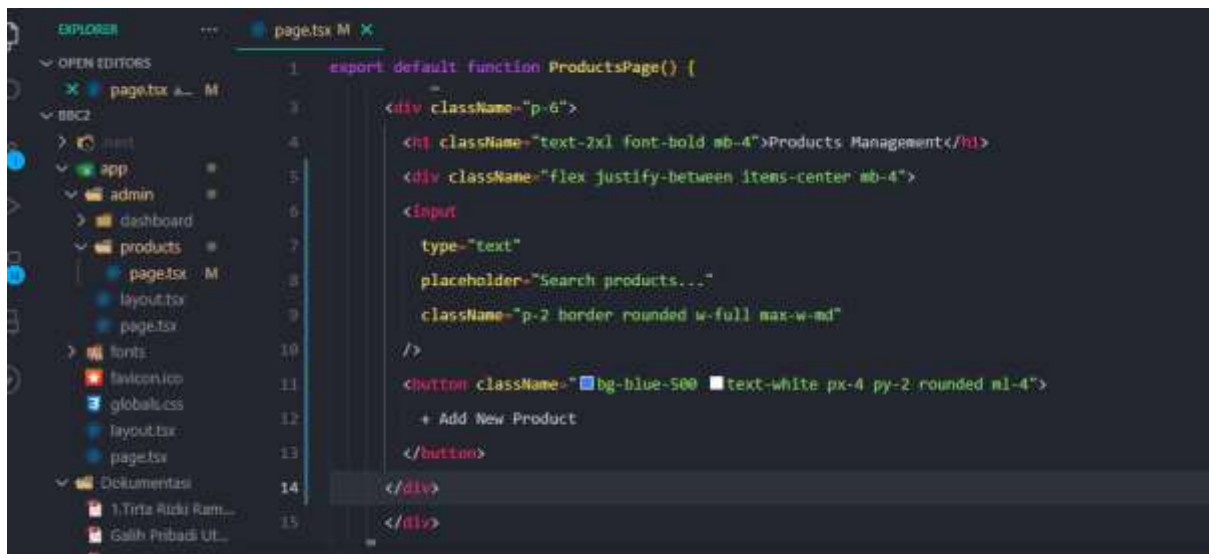 EXPLORER ...
OPEN EDITORS
page.tsx M
BBC2
app
admin
dashboard
products
page.tsx M
layout.tsx
page.tsx
fonts
favicon.ico
globals.css
layout.tsx
page.tsx
Dokumentasi
1.Tirta Rizki Ram...
Galih Pribadi Ut...
page.tsx M
1 export default function ProductsPage() {
3 <div className="p-6">
4 <h1 className="text-2xl font-bold mb-4">Products Management</h1>
5 <div className="flex justify-between items-center mb-4">
6 <input
7 type="text"
8 placeholder="Search products..."
9 className="p-2 border rounded w-full max-w-md"
10 />
11 <button className="bg-blue-500 text-white px-4 py-2 rounded ml-4">
12 + Add New Product
13 </button>
14 </div>
15 </div>